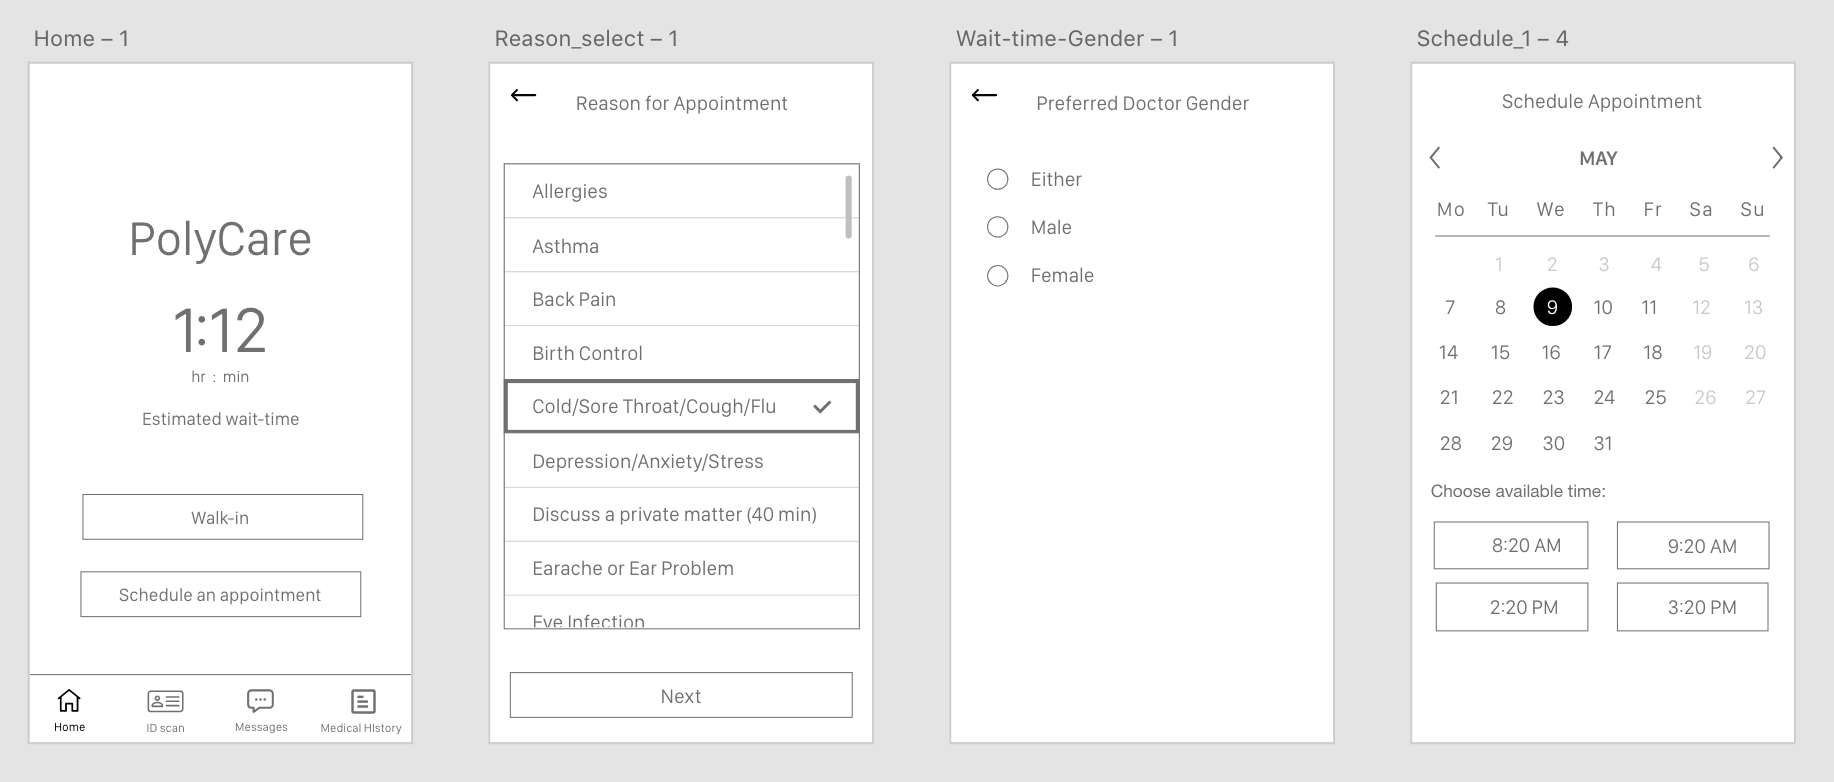 Home – 1
PolyCare
1:12
hr : min
Estimated wait-time
Walk-in
Schedule an appointment
Home
ID scan
Messages
Medical HIstory
Reason_select – 1
Reason for Appointment
Allergies
Asthma
Back Pain
Birth Control
Cold/Sore Throat/Cough/Flu
Depression/Anxiety/Stress
Discuss a private matter (40 min)
Earache or Ear Problem
Eye Infection
Next
Wait-time-Gender – 1
Preferred Doctor Gender
Either
Male
Female
Schedule_1 – 4
Schedule Appointment
MAY
Mo Tu We Th Fr Sa Su
1 2 3 4 5 6
7 8 9 10 11 12 13
14 15 16 17 18 19 20
21 22 23 24 25 26 27
28 29 30 31
Choose available time:
8:20 AM 9:20 AM
2:20 PM 3:20 PM